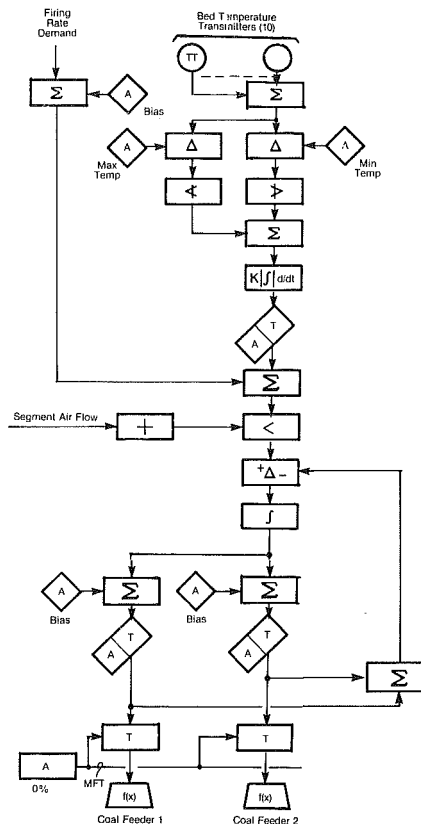 Firing
Rate
Demand
Bed Temperature
Transmitters (10)
TT
Σ
A
Bias
Σ
A
Max
Temp
Δ
Δ
A
Min
Temp
≮
≯
Σ
K ∫ d/dt
A T
Σ
Segment Air Flow
+
<
+Δ−
∫
A
Bias
Σ
A
Bias
Σ
A T
A T
Σ
T
T
A
0%
MFT
f(x)
f(x)
Coal Feeder 1
Coal Feeder 2